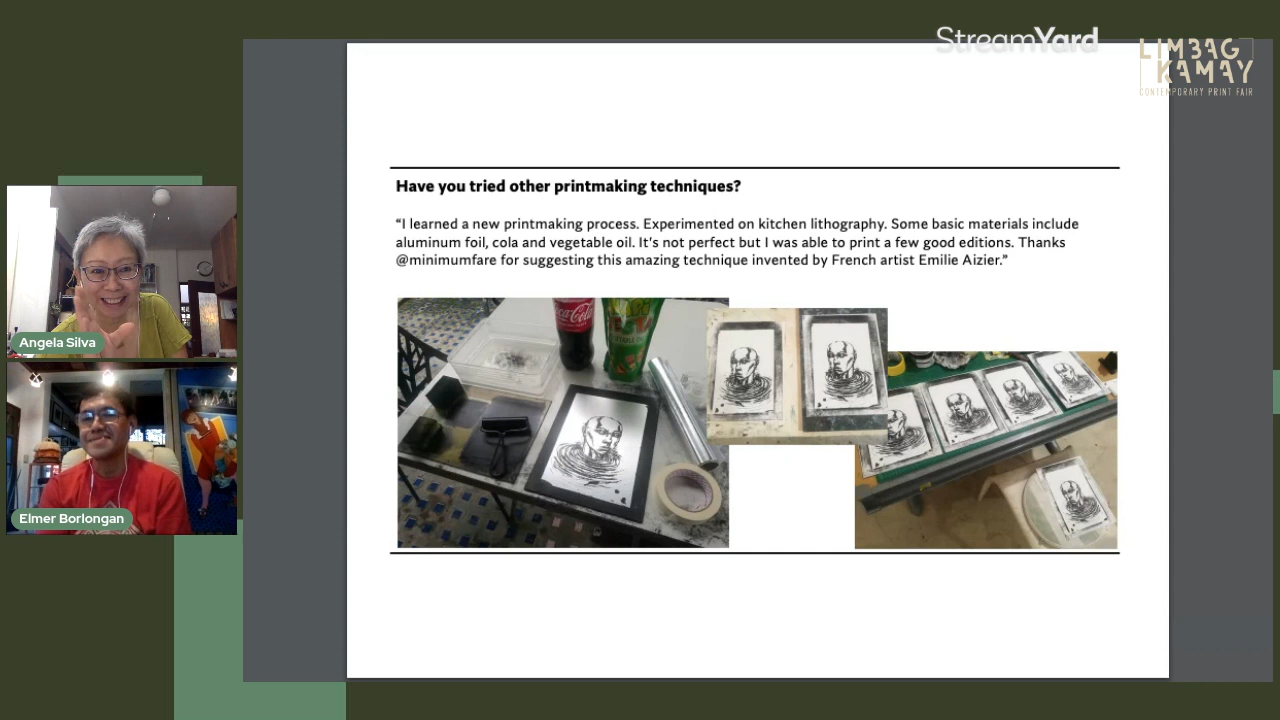 StreamYard
LIMBAG
KAMAY
CONTEMPORARY PRINT FAIR
Have you tried other printmaking techniques?
“I learned a new printmaking process. Experimented on kitchen lithography. Some basic materials include
aluminum foil, cola and vegetable oil. It's not perfect but I was able to print a few good editions. Thanks
@minimumfare for suggesting this amazing technique invented by French artist Emilie Aizier.”
Coca-Cola
Angela Silva
Elmer Borlongan